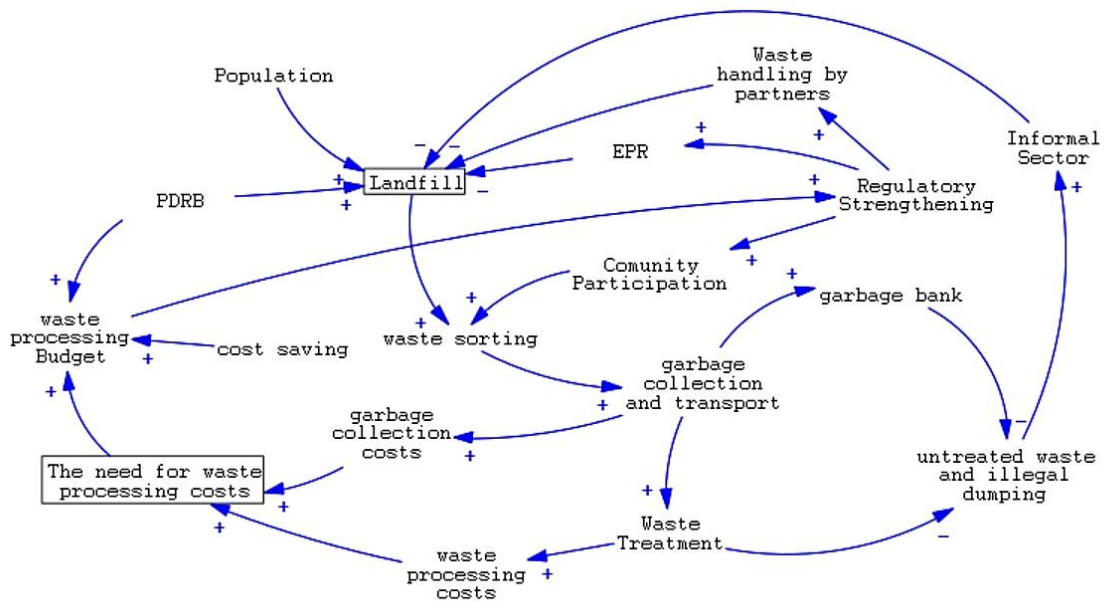 Population
Waste
handling by
partners
EPR
Informal
Sector
Landfill
PDRB
Regulatory
Strengthening
Comunity
Participation
garbage bank
waste
processing
Budget
cost saving
waste sorting
garbage
collection
and transport
garbage
collection
costs
The need for waste
processing costs
untreated waste
and illegal
dumping
Waste
Treatment
waste
processing
costs